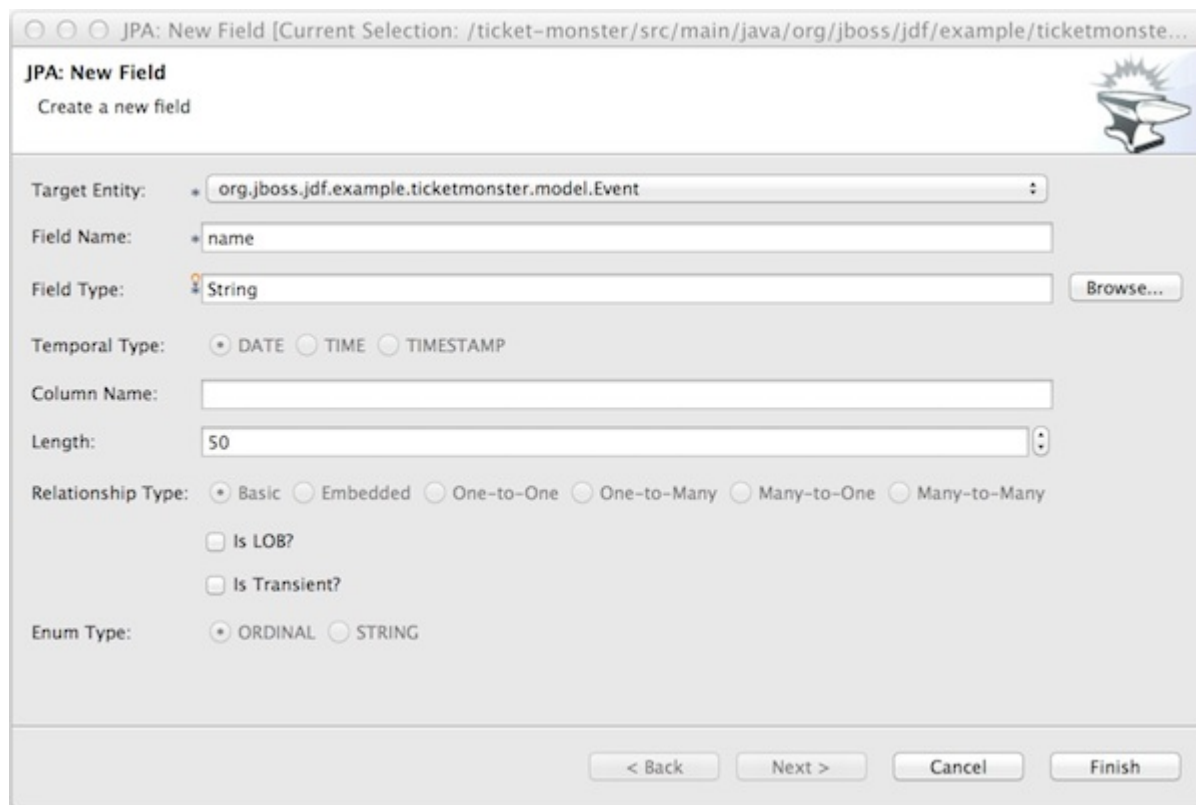 JPA: New Field [Current Selection: /ticket-monster/src/main/java/org/jboss/jdf/example/ticketmonste...
JPA: New Field
Create a new field
Target Entity: * org.jboss.jdf.example.ticketmonster.model.Event
Field Name: * name
Field Type: * String Browse...
Temporal Type: DATE TIME TIMESTAMP
Column Name:
Length: 50
Relationship Type: Basic Embedded One-to-One One-to-Many Many-to-One Many-to-Many
Is LOB?
Is Transient?
Enum Type: ORDINAL STRING
< Back Next > Cancel Finish